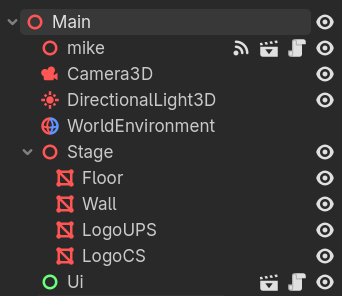 Main
mike
Camera3D
DirectionalLight3D
WorldEnvironment
Stage
Floor
Wall
LogoUPS
LogoCS
Ui